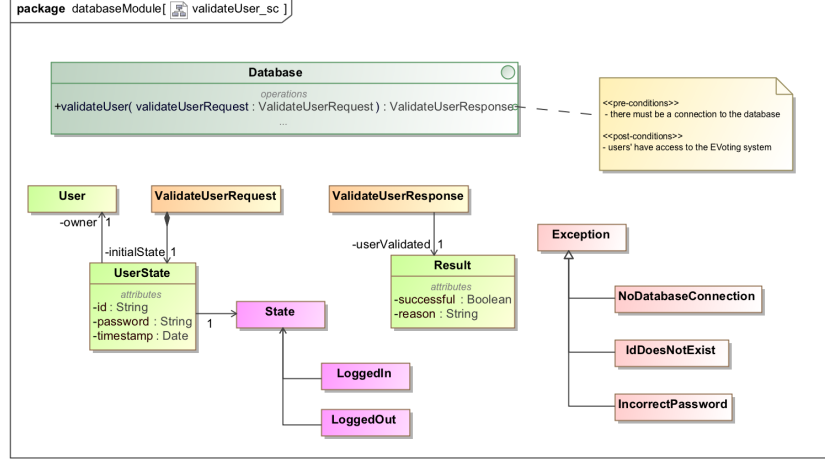 package databaseModule[ validateUser_sc ]
Database
operations
+validateUser( validateUserRequest : ValidateUserRequest ) : ValidateUserResponse
...
<<pre-conditions>>
- there must be a connection to the database
<<post-conditions>>
- users' have access to the EVoting system
User
ValidateUserRequest
ValidateUserResponse
-owner 1
-initialState 1
-userValidated 1
Exception
UserState
attributes
-id : String
-password : String
-timestamp : Date
1
State
Result
attributes
-successful : Boolean
-reason : String
NoDatabaseConnection
IdDoesNotExist
IncorrectPassword
LoggedIn
LoggedOut